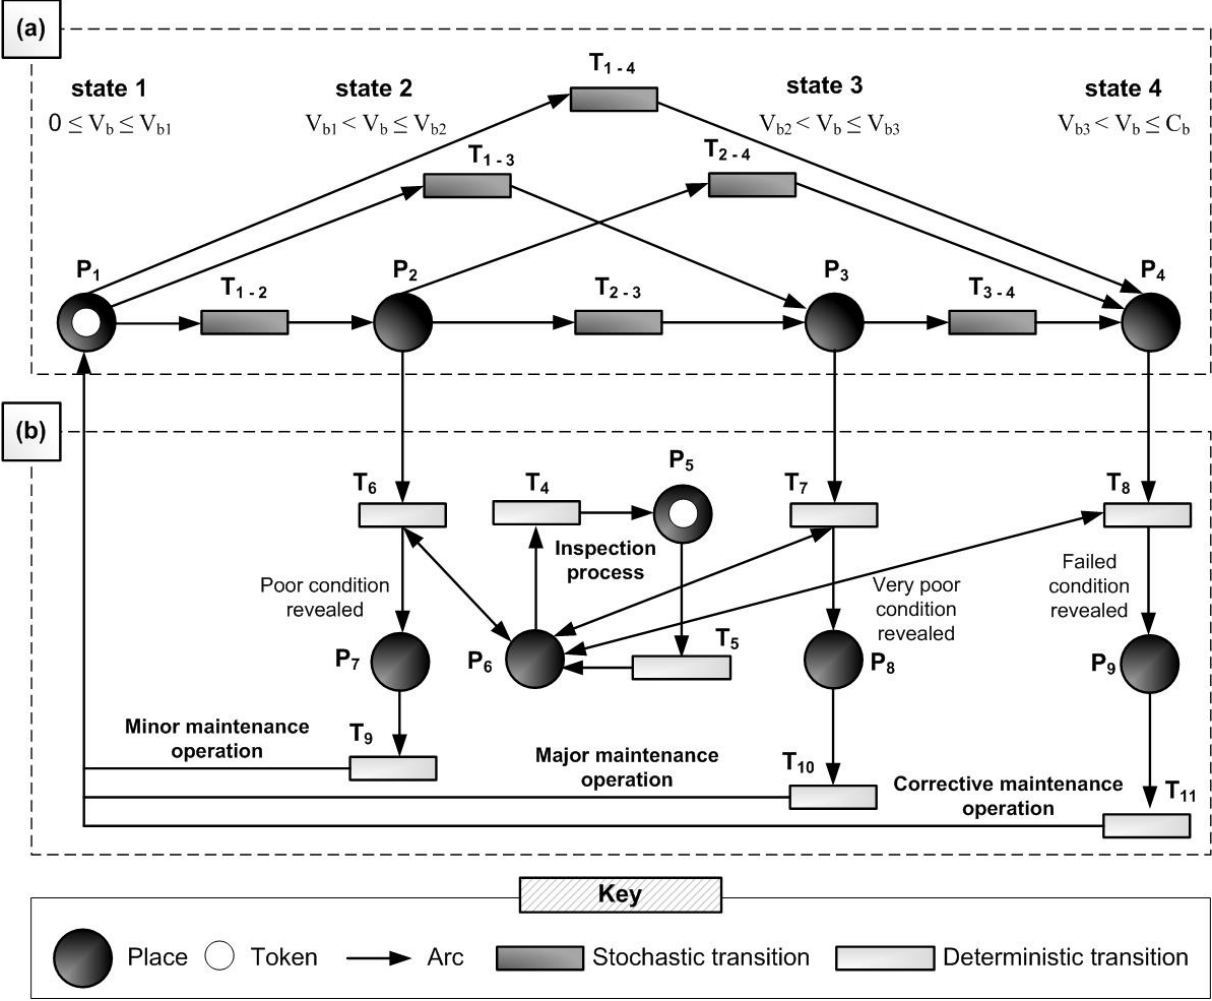 (a)
T1 - 4
state 1
state 2
state 3
state 4
0 ≤ Vb ≤ Vb1
Vb1 < Vb ≤ Vb2
Vb2 < Vb ≤ Vb3
Vb3 < Vb ≤ Cb
T1 - 3
T2 - 4
P1
P2
P3
P4
T1 - 2
T2 - 3
T3 - 4
(b)
P5
T6
T4
T7
T8
Inspection
process
Poor condition
revealed
Very poor
condition
revealed
Failed
condition
revealed
P7
P6
T5
P8
P9
Minor maintenance
operation
T9
Major maintenance
operation
T10
Corrective maintenance
operation
T11
Key
Place
Token
Arc
Stochastic transition
Deterministic transition